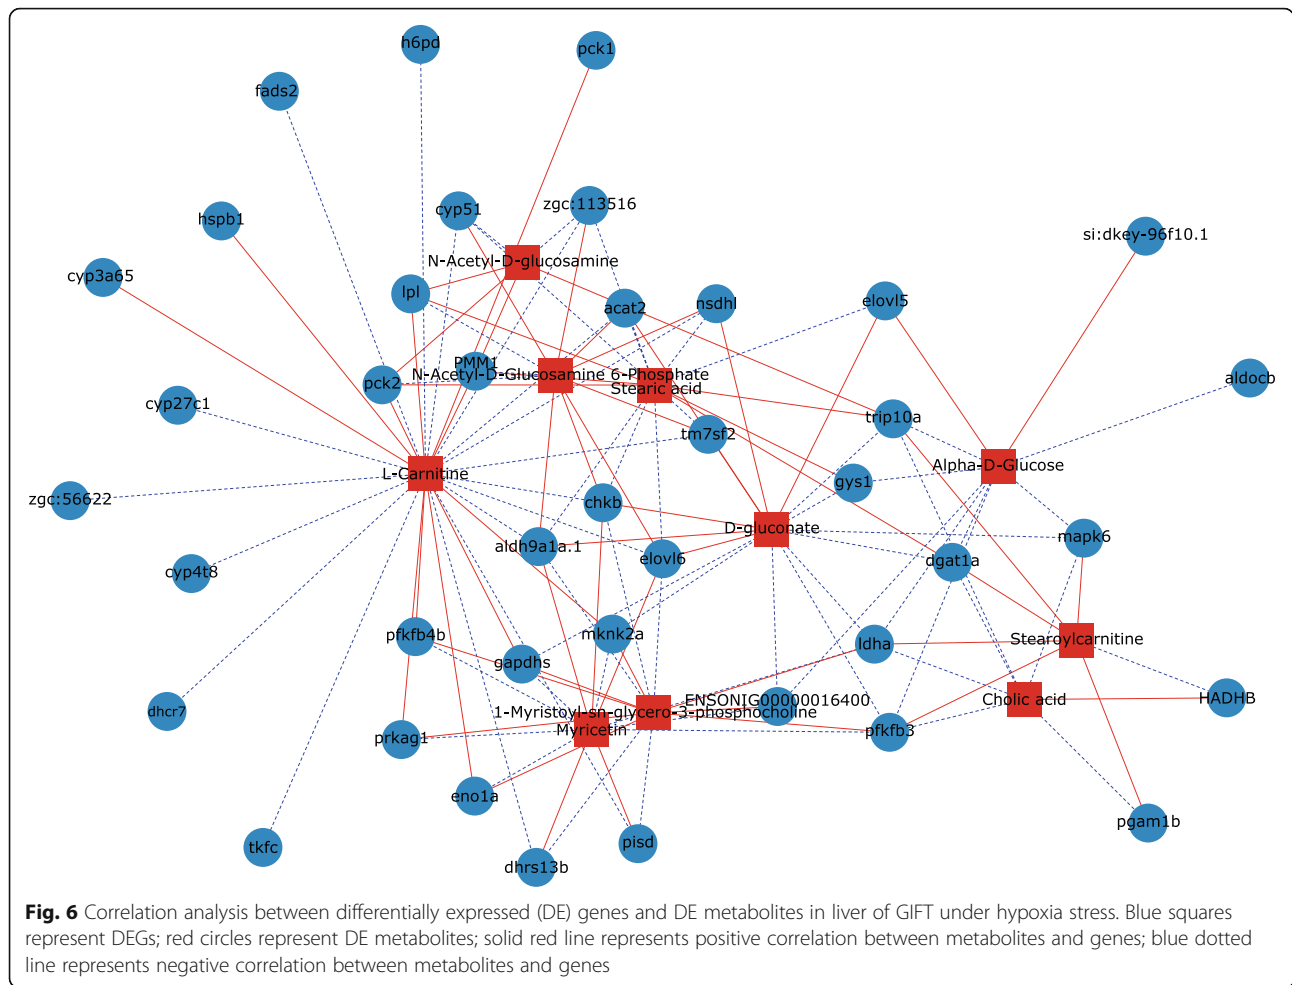 h6pd
pck1
fads2
cyp51
zgc:113516
hspb1
si:dkey-96f10.1
N-Acetyl-D-glucosamine
cyp3a65
lpl
acat2
nsdhl
elovl5
PMM1
N-Acetyl-D-Glucosamine 6-Phosphate
pck2
Stearic acid
aldocb
cyp27c1
trip10a
tm7sf2
L-Carnitine
Alpha-D-Glucose
gys1
zgc:56622
chkb
D-gluconate
mapk6
aldh9a1a.1
elovl6
dgat1a
cyp4t8
pfkfb4b
mknk2a
ldha
Stearoylcarnitine
gapdhs
ENSONIG00000016400
Cholic acid
HADHB
dhcr7
1-Myristoyl-sn-glycero-3-phosphocholine
Myricetin
pfkfb3
prkag1
eno1a
pgam1b
tkfc
pisd
dhrs13b
Fig. 6 Correlation analysis between differentially expressed (DE) genes and DE metabolites in liver of GIFT under hypoxia stress. Blue squares
represent DEGs; red circles represent DE metabolites; solid red line represents positive correlation between metabolites and genes; blue dotted
line represents negative correlation between metabolites and genes